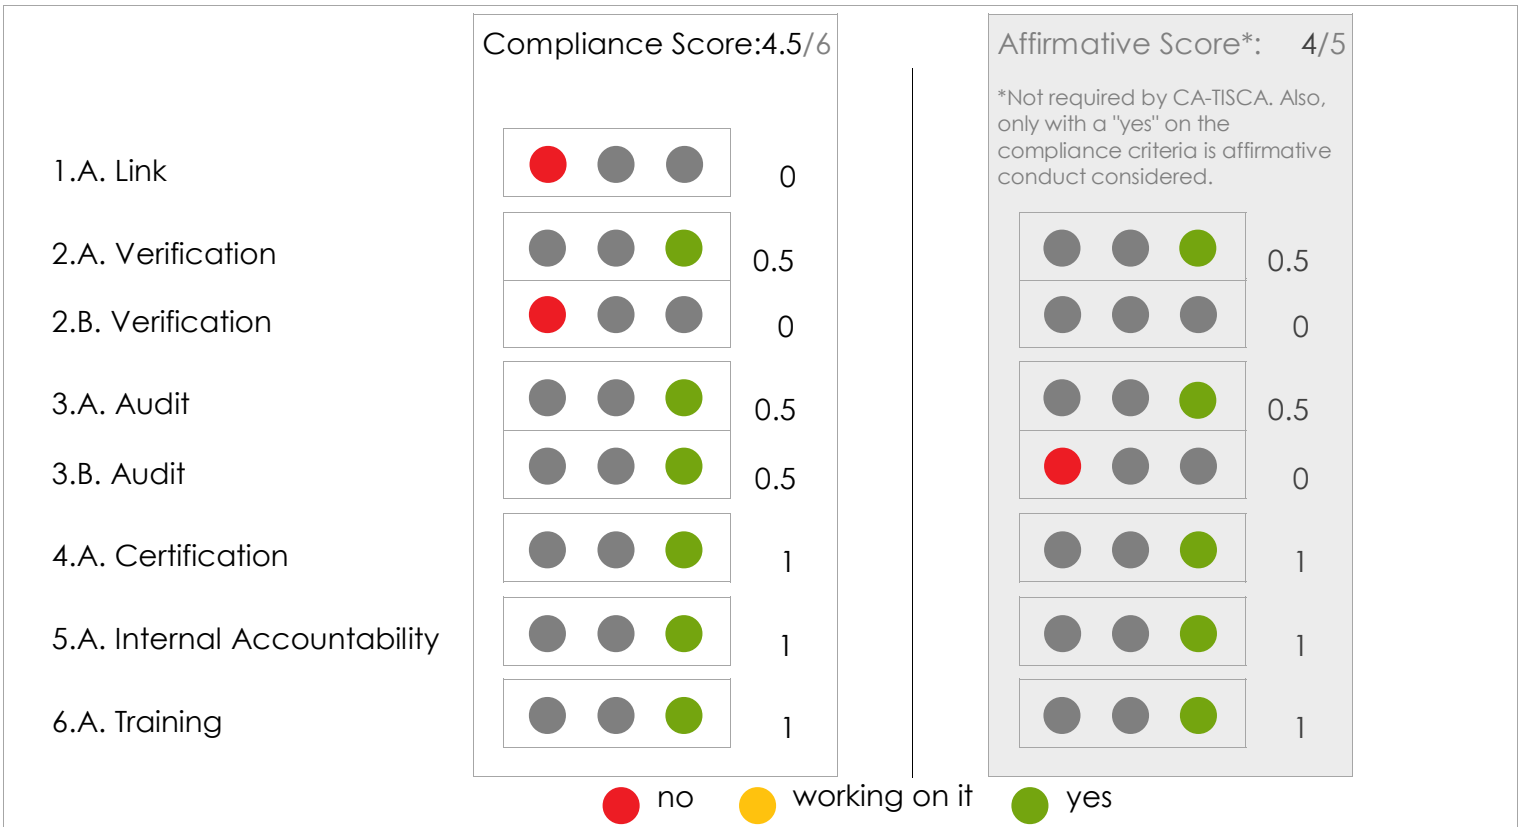 Compliance Score:4.5/6
Affirmative Score*: 4/5
*Not required by CA-TISCA. Also,
only with a "yes" on the
compliance criteria is affirmative
conduct considered.
1.A. Link 0
2.A. Verification 0.5 0.5
2.B. Verification 0 0
3.A. Audit 0.5 0.5
3.B. Audit 0.5 0
4.A. Certification 1 1
5.A. Internal Accountability 1 1
6.A. Training 1 1
no working on it yes